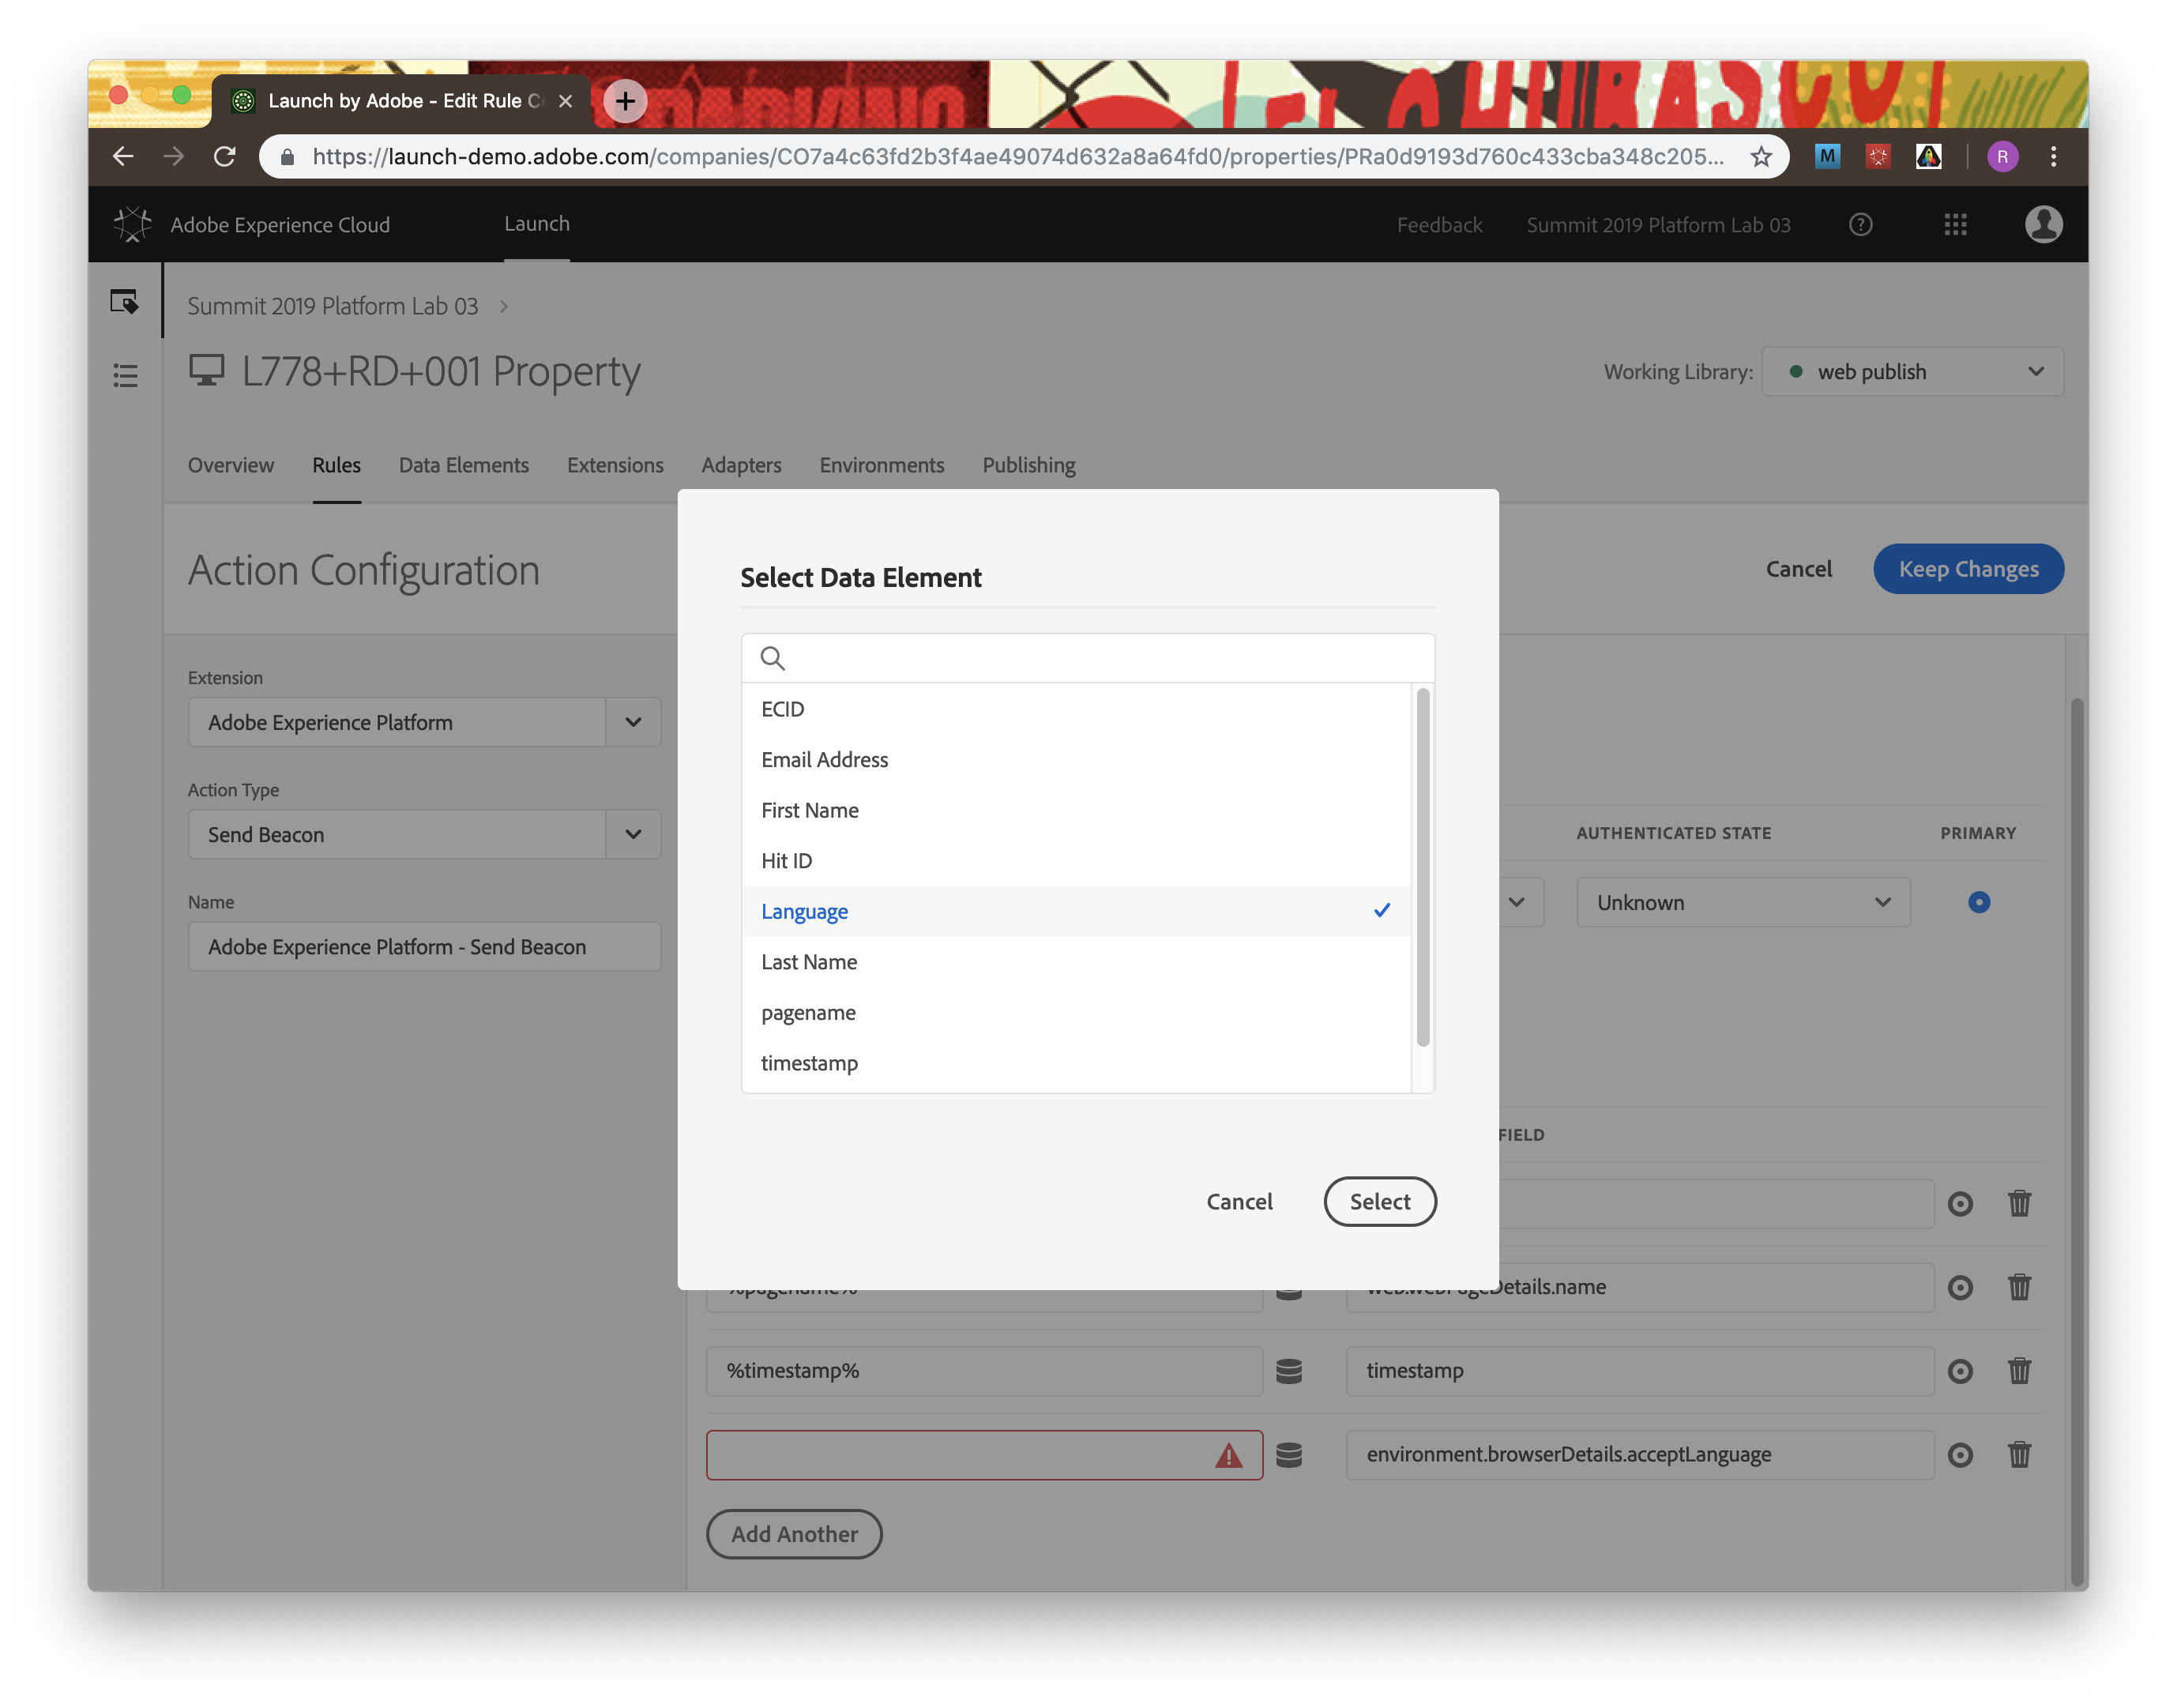 Launch by Adobe - Edit Rule
https://launch-demo.adobe.com/companies/CO7a4c63fd2b3f4ae49074d632a8a64fd0/properties/PRa0d9193d760c433cba348c205...
M
R
Adobe Experience Cloud
Launch
Feedback
Summit 2019 Platform Lab 03
Summit 2019 Platform Lab 03
L778+RD+001 Property
Working Library:
web publish
Overview
Rules
Data Elements
Extensions
Adapters
Environments
Publishing
Action Configuration
Cancel
Keep Changes
Extension
Adobe Experience Platform
Action Type
Send Beacon
Name
Adobe Experience Platform - Send Beacon
Select Data Element
ECID
Email Address
First Name
Hit ID
Language
Last Name
pagename
timestamp
Cancel
Select
AUTHENTICATED STATE
PRIMARY
Unknown
FIELD
%pagename%
web.webPageDetails.name
%timestamp%
timestamp
environment.browserDetails.acceptLanguage
Add Another